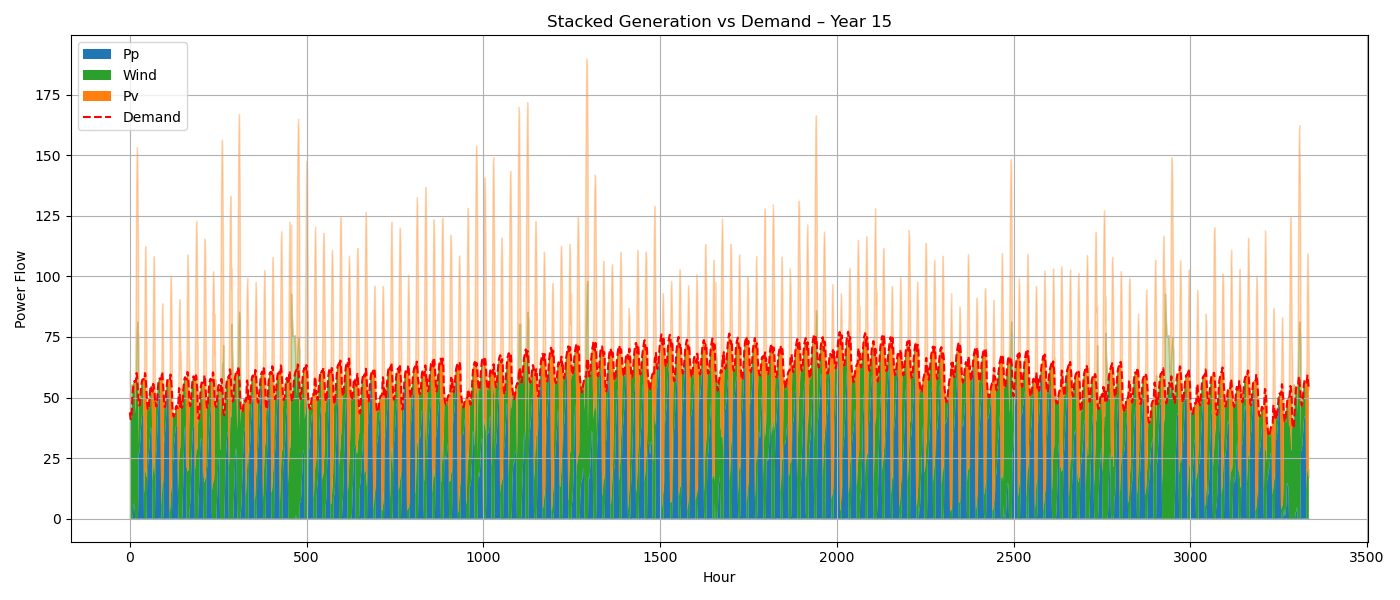 Stacked Generation vs Demand – Year 15
Pp
Wind
Pv
Demand
Power Flow
175
150
125
100
75
50
25
0
0 500 1000 1500 2000 2500 3000 3500
Hour